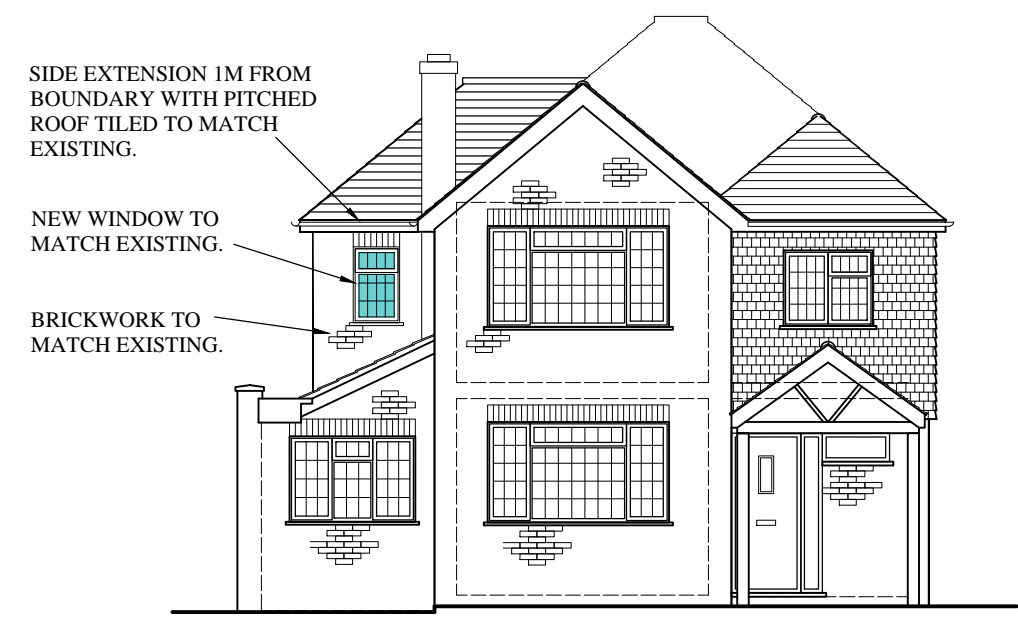 SIDE EXTENSION 1M FROM
BOUNDARY WITH PITCHED
ROOF TILED TO MATCH
EXISTING.
NEW WINDOW TO
MATCH EXISTING.
BRICKWORK TO
MATCH EXISTING.